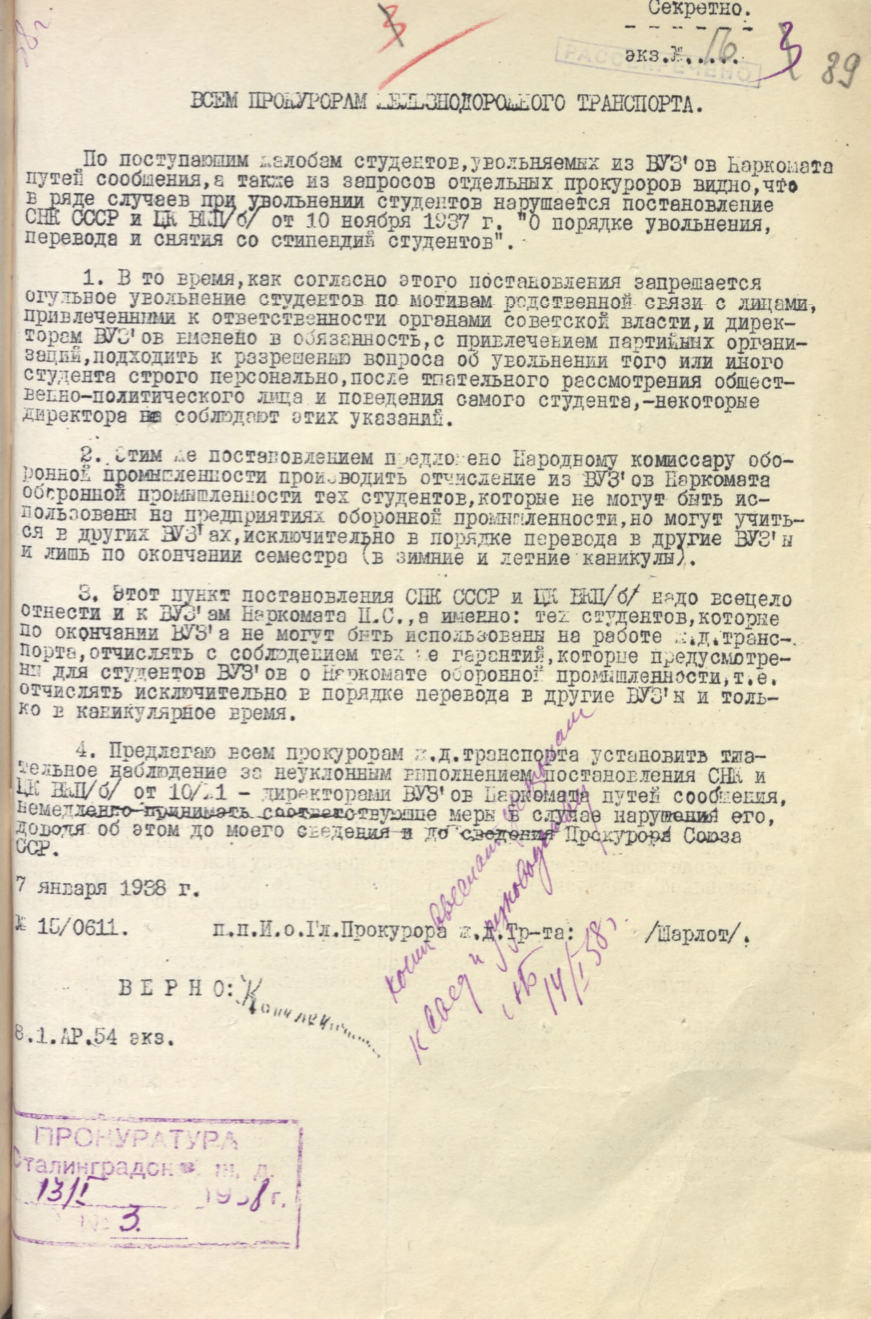 Секретно.
экз.№ 16
3
3
89
РАССЕКРЕЧЕНО
ВСЕМ ПРОКУРОРАМ ЖЕЛЕЗНОДОРОЖНОГО ТРАНСПОРТА.
По поступающим жалобам студентов,увольняемых из ВУЗ'ов Наркомата
путей сообщения,а также из запросов отдельных прокуроров видно,что
в ряде случаев при увольнении студентов нарушается постановление
СНК СССР и ЦК ВКП/б/ от 10 ноября 1937 г. "О порядке увольнения,
перевода и снятия со стипендий студентов".
1. В то время,как согласно этого постановления запрещается
огульное увольнение студентов по мотивам родственной связи с лицами,
привлеченными к ответственности органами советской власти,и дирек-
торам ВУЗ'ов вменено в обязанность,с привлечением партийных органи-
заций,подходить к разрешению вопроса об увольнении того или иного
студента строго персонально,после тщательного рассмотрения общест-
венно-политического лица и поведения самого студента,-некоторые
директора не соблюдают этих указаний.
2. Этим же постановлением предложено Народному комиссару обо-
ронной промышленности производить отчисление из ВУЗ'ов Наркомата
оборонной промышленности тех студентов,которые не могут быть ис-
пользованы на предприятиях оборонной промышленности,но могут учить-
ся в других ВУЗ'ах,исключительно в порядке перевода в другие ВУЗ'ы
и лишь по окончании семестра (в зимние и летние каникулы).
3. Этот пункт постановления СНК СССР и ЦК ВКП/б/ надо всецело
отнести и к ВУЗ'ам Наркомата П.С.,а именно: тех студентов,которые
по окончании ВУЗ'а не могут быть использованы на работе ж.д.транс-
порта,отчислять с соблюдением тех же гарантий,которые предусмотре-
ны для студентов ВУЗ'ов о Наркомате оборонной промышленности,т.е.
отчислять исключительно в порядке перевода в другие ВУЗ'ы и толь-
ко в каникулярное время.
4. Предлагаю всем прокурорам ж.д.транспорта установить тща-
тельное наблюдение за неуклонным выполнением постановления СНК и
ЦК ВКП/б/ от 10/11 - директорами ВУЗ'ов Наркомата путей сообщения,
немедленно принимать соответствующие меры в случае нарушения его,
доводя об этом до моего сведения и до сведения Прокурора Союза
ССР.
7 января 1938 г.
№ 15/0611. п.п.И.о.Гл.Прокурора ж.д.Тр-та: /Шарлот/.
ВЕРНО:
8.1.АР.54 экз.
к свед и руководству
14/I 38г.
ПРОКУРАТУРА
Сталинградской ж. д.
13/I 1938 г.
№ 3.